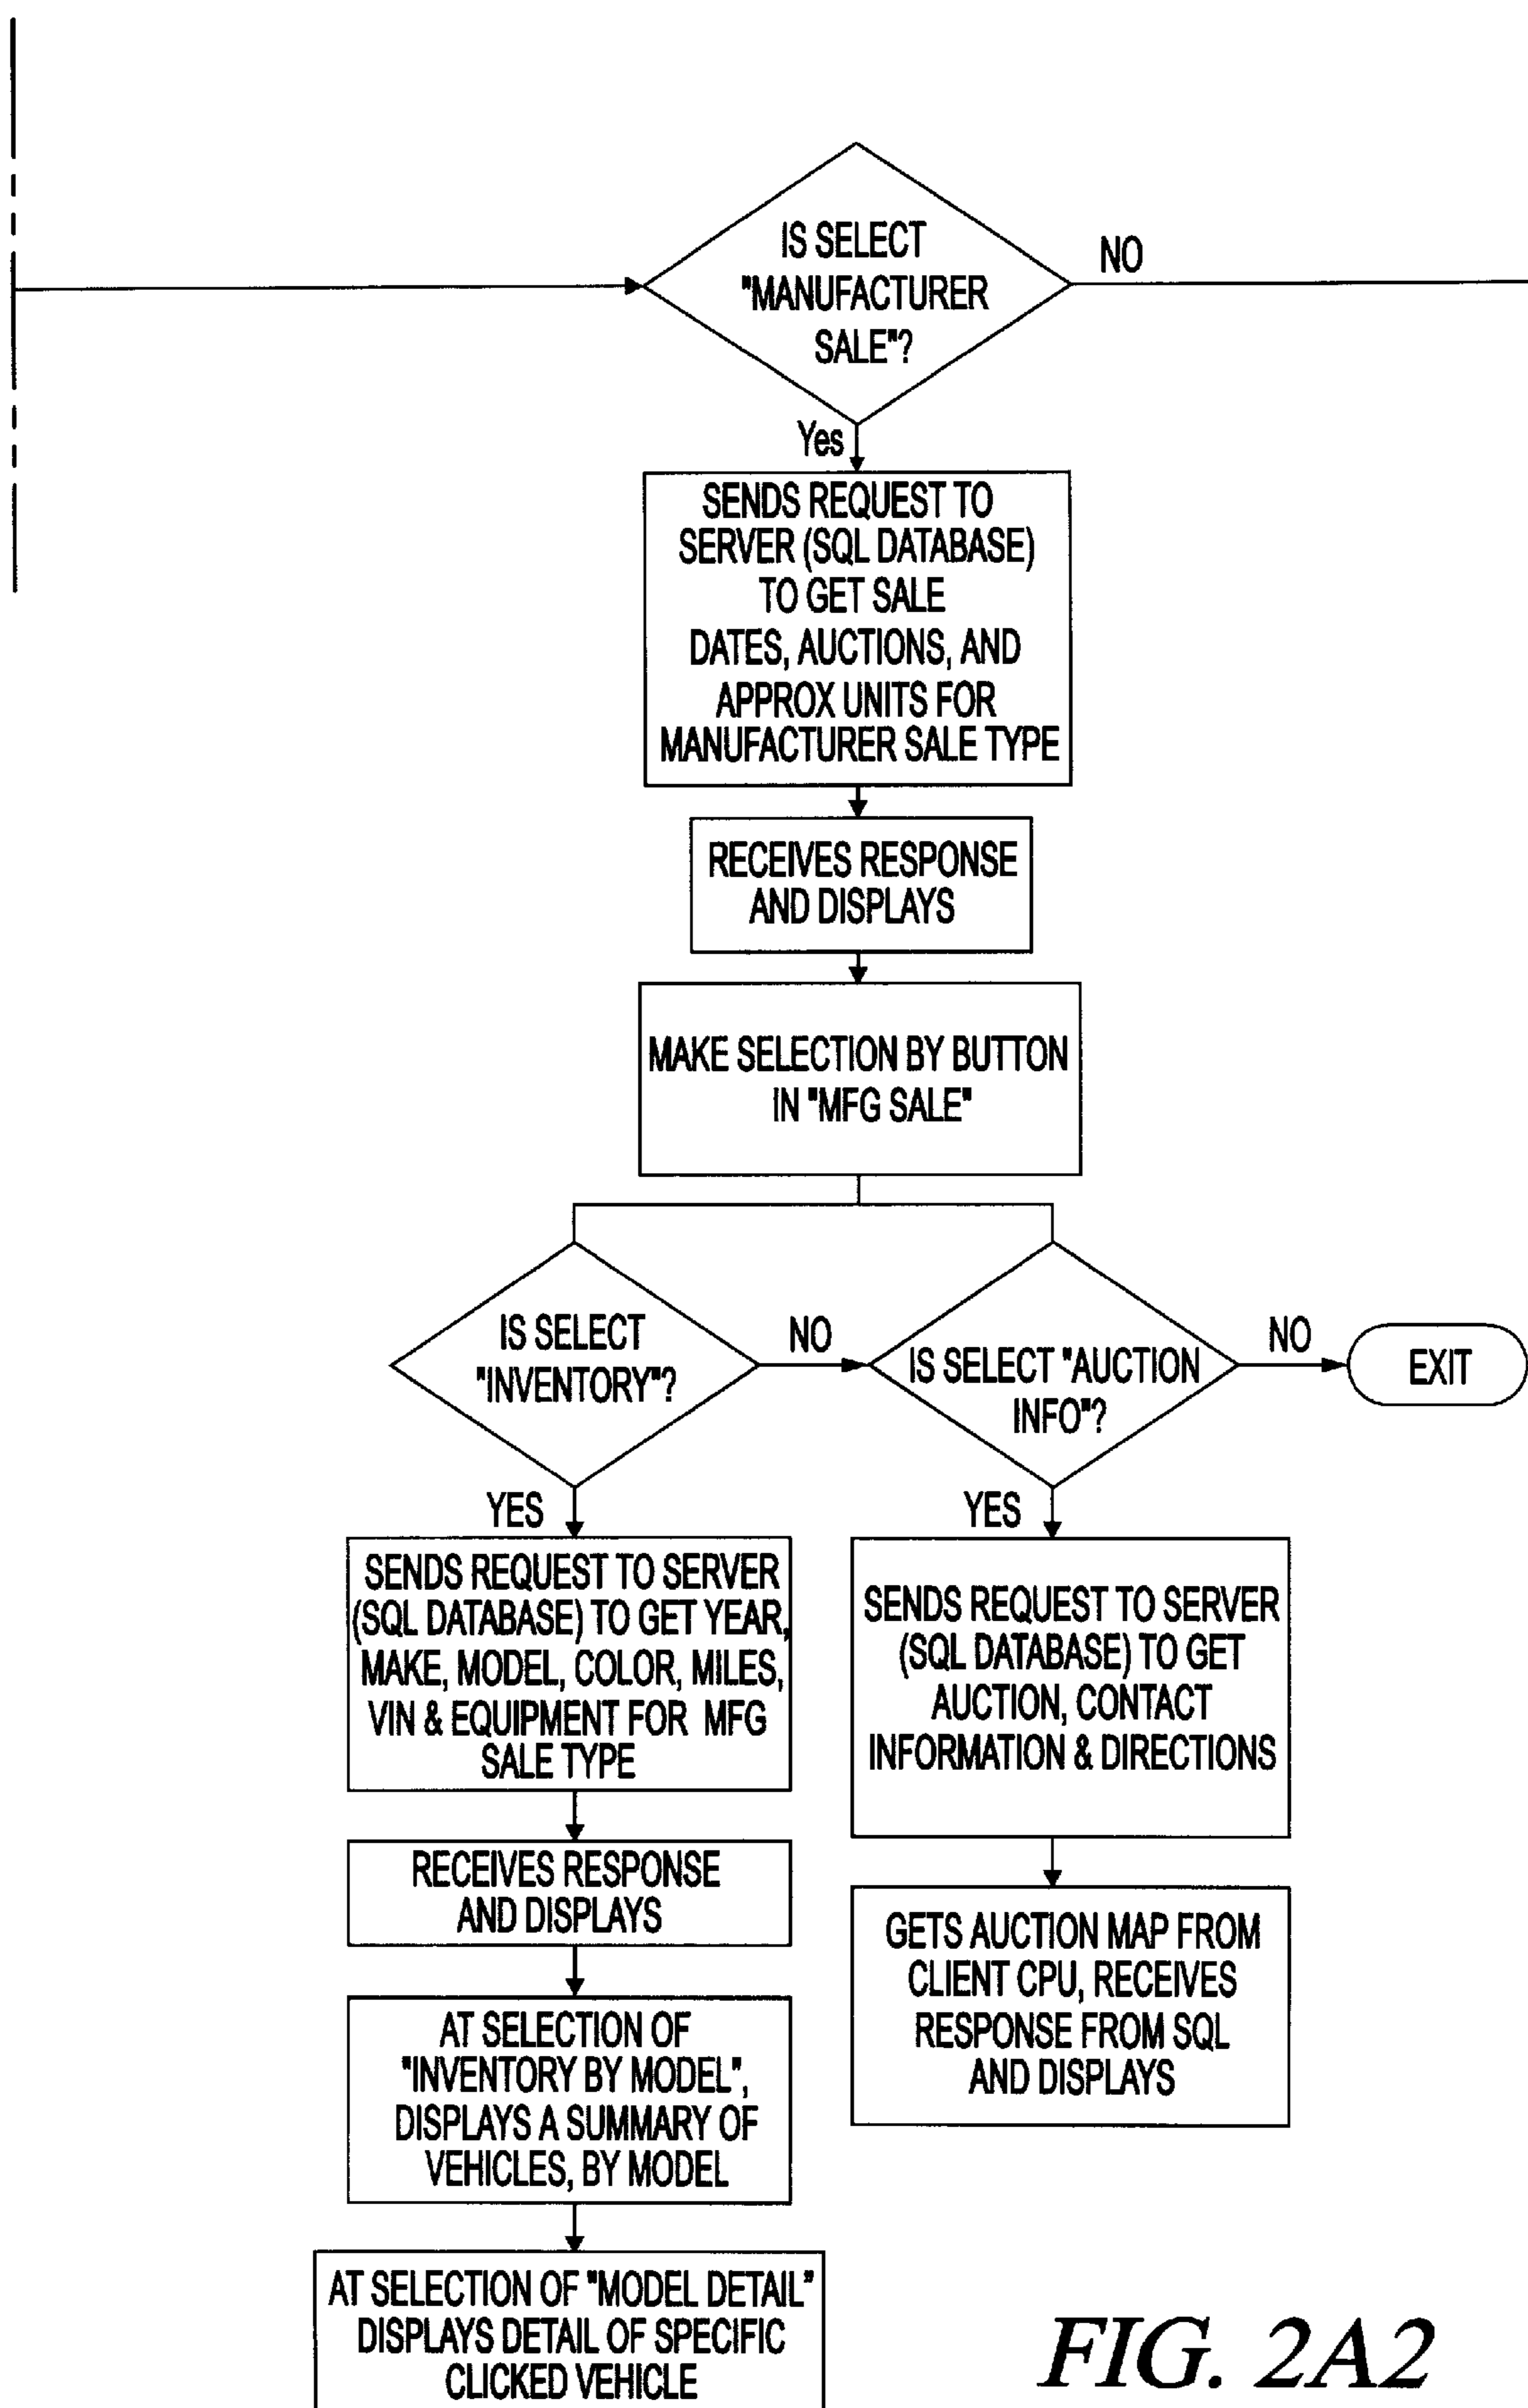 IS SELECT
"MANUFACTURER
SALE"?
NO
Yes
SENDS REQUEST TO
SERVER (SQL DATABASE)
TO GET SALE
DATES, AUCTIONS, AND
APPROX UNITS FOR
MANUFACTURER SALE TYPE
RECEIVES RESPONSE
AND DISPLAYS
MAKE SELECTION BY BUTTON
IN "MFG SALE"
IS SELECT
"INVENTORY"?
NO
IS SELECT "AUCTION
INFO"?
NO
EXIT
YES
SENDS REQUEST TO SERVER
(SQL DATABASE) TO GET YEAR,
MAKE, MODEL, COLOR, MILES,
VIN & EQUIPMENT FOR MFG
SALE TYPE
RECEIVES RESPONSE
AND DISPLAYS
AT SELECTION OF
"INVENTORY BY MODEL",
DISPLAYS A SUMMARY OF
VEHICLES, BY MODEL
AT SELECTION OF "MODEL DETAIL"
DISPLAYS DETAIL OF SPECIFIC
CLICKED VEHICLE
YES
SENDS REQUEST TO SERVER
(SQL DATABASE) TO GET
AUCTION, CONTACT
INFORMATION & DIRECTIONS
GETS AUCTION MAP FROM
CLIENT CPU, RECEIVES
RESPONSE FROM SQL
AND DISPLAYS
FIG. 2A2